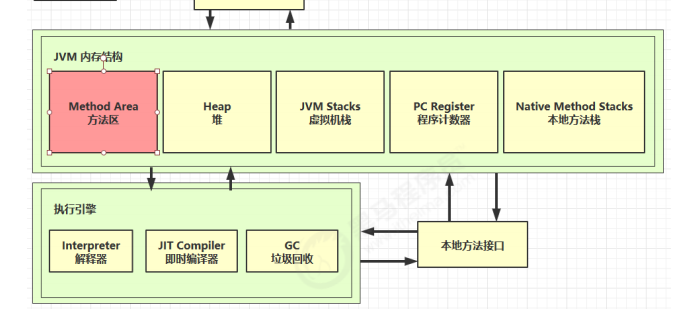 JVM 内存结构
Method Area
方法区
Heap
堆
JVM Stacks
虚拟机栈
PC Register
程序计数器
Native Method Stacks
本地方法栈
执行引擎
Interpreter
解释器
JIT Compiler
即时编译器
GC
垃圾回收
本地方法接口